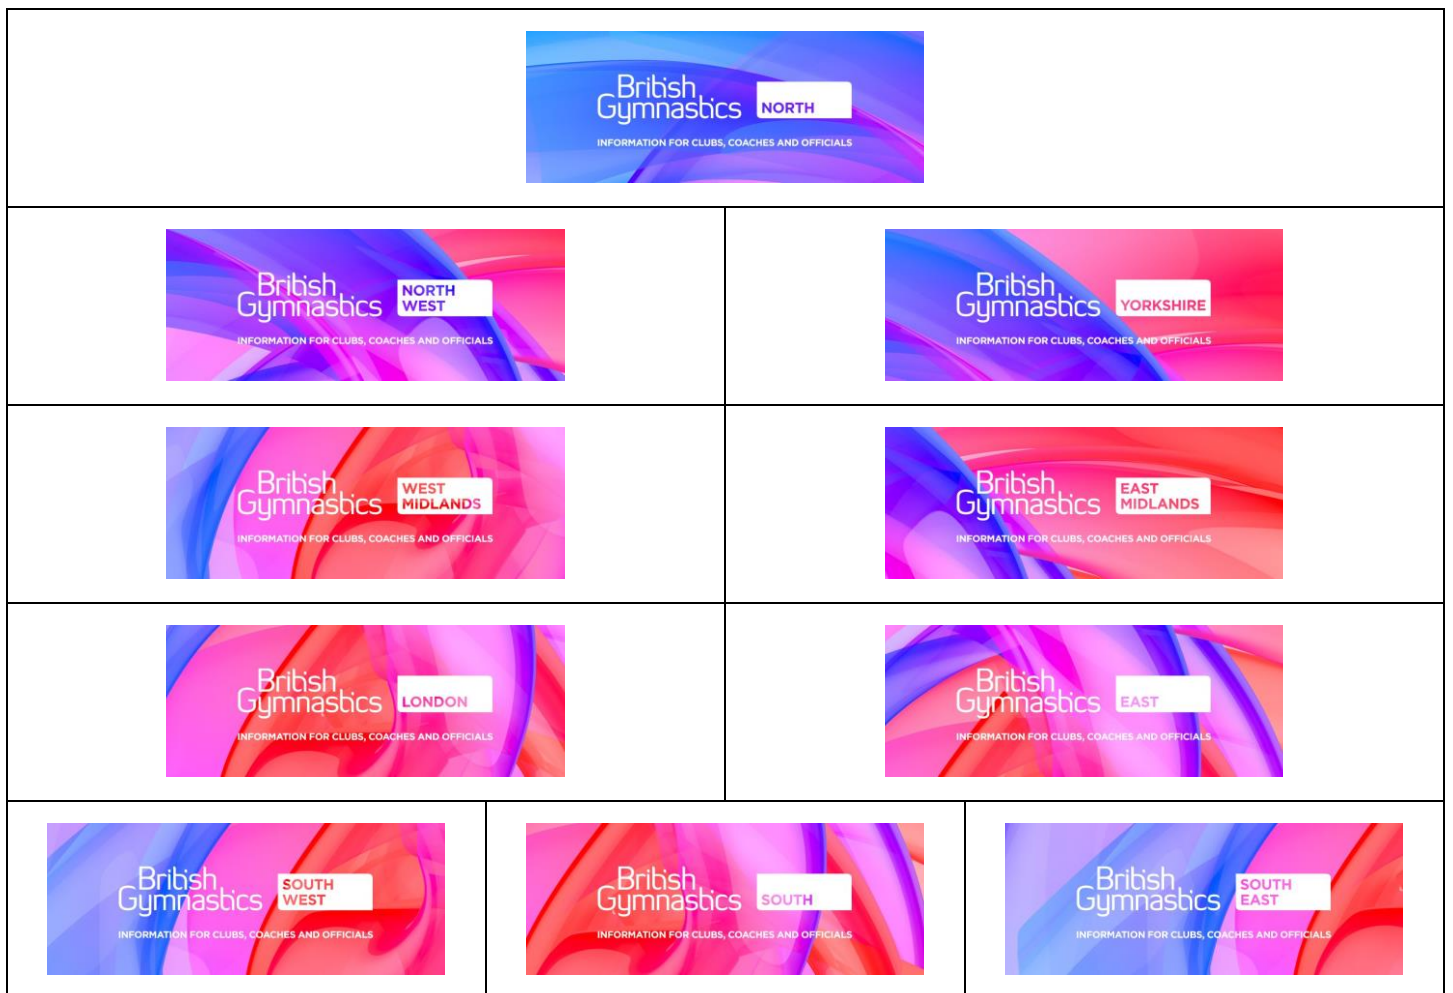 British
Gymnastics
NORTH
INFORMATION FOR CLUBS, COACHES AND OFFICIALS
British
Gymnastics
NORTH
WEST
INFORMATION FOR CLUBS, COACHES AND OFFICIALS
British
Gymnastics
YORKSHIRE
INFORMATION FOR CLUBS, COACHES AND OFFICIALS
British
Gymnastics
WEST
MIDLANDS
INFORMATION FOR CLUBS, COACHES AND OFFICIALS
British
Gymnastics
EAST
MIDLANDS
INFORMATION FOR CLUBS, COACHES AND OFFICIALS
British
Gymnastics
LONDON
INFORMATION FOR CLUBS, COACHES AND OFFICIALS
British
Gymnastics
EAST
INFORMATION FOR CLUBS, COACHES AND OFFICIALS
British
Gymnastics
SOUTH
WEST
INFORMATION FOR CLUBS, COACHES AND OFFICIALS
British
Gymnastics
SOUTH
INFORMATION FOR CLUBS, COACHES AND OFFICIALS
British
Gymnastics
SOUTH
EAST
INFORMATION FOR CLUBS, COACHES AND OFFICIALS